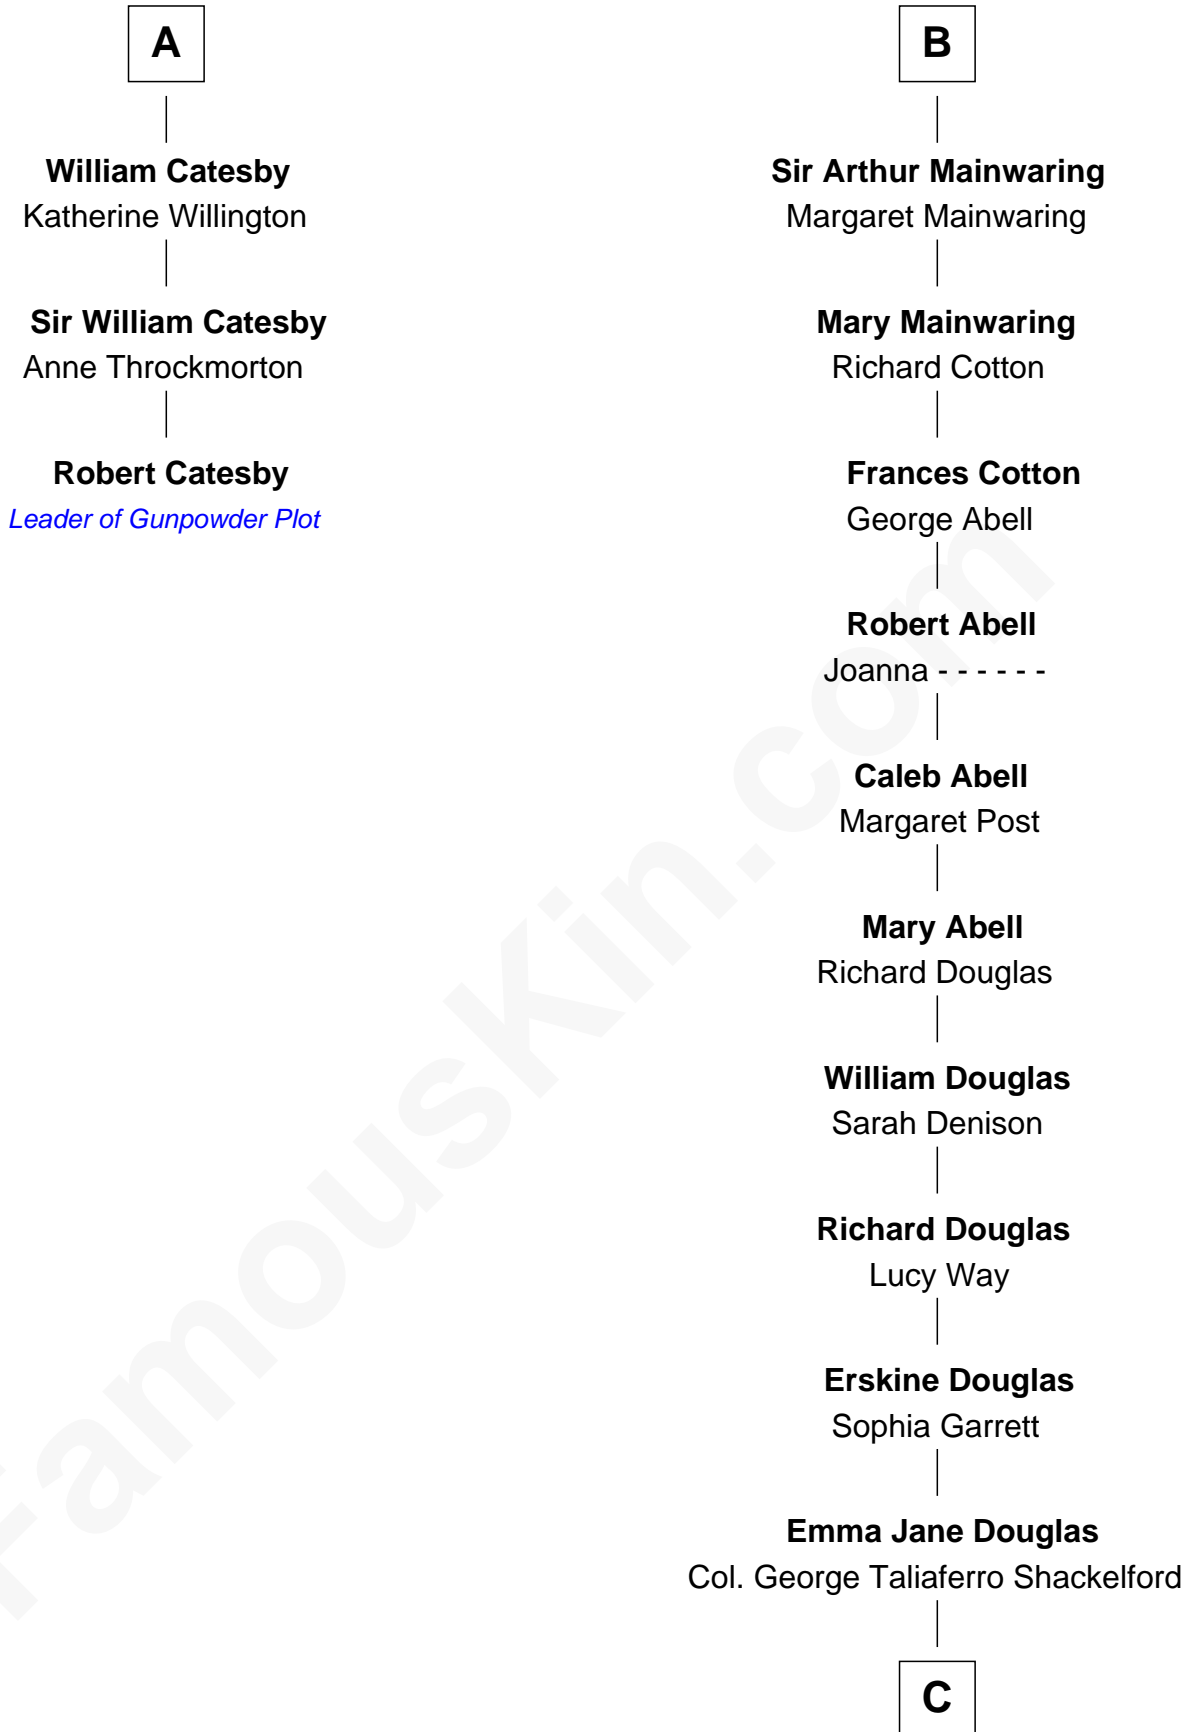 A
William Catesby
Katherine Willington
Sir William Catesby
Anne Throckmorton
Robert Catesby
Leader of Gunpowder Plot
B
Sir Arthur Mainwaring
Margaret Mainwaring
Mary Mainwaring
Richard Cotton
Frances Cotton
George Abell
Robert Abell
Joanna - - - - - -
Caleb Abell
Margaret Post
Mary Abell
Richard Douglas
William Douglas
Sarah Denison
Richard Douglas
Lucy Way
Erskine Douglas
Sophia Garrett
Emma Jane Douglas
Col. George Taliaferro Shackelford
C
FamousKin.com